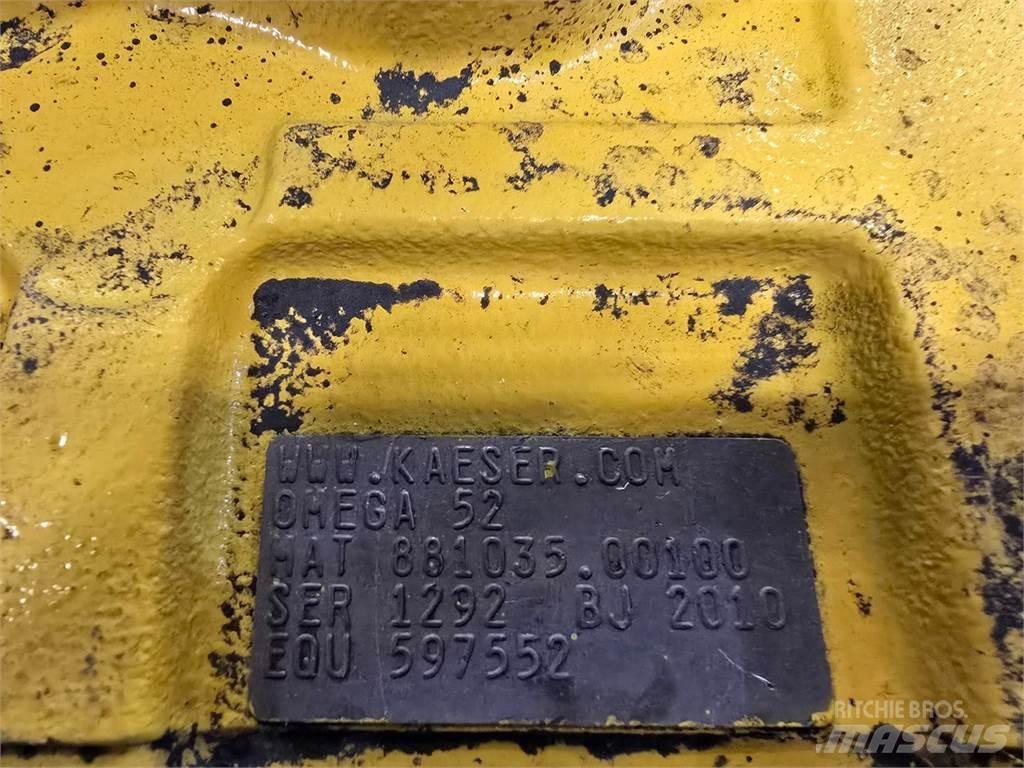 WWW.KAESER.COM
OMEGA 52
MAT 881035.00100
SER 1292 BJ 2010
EQU 597552
RITCHIE BROS.
MASCUS